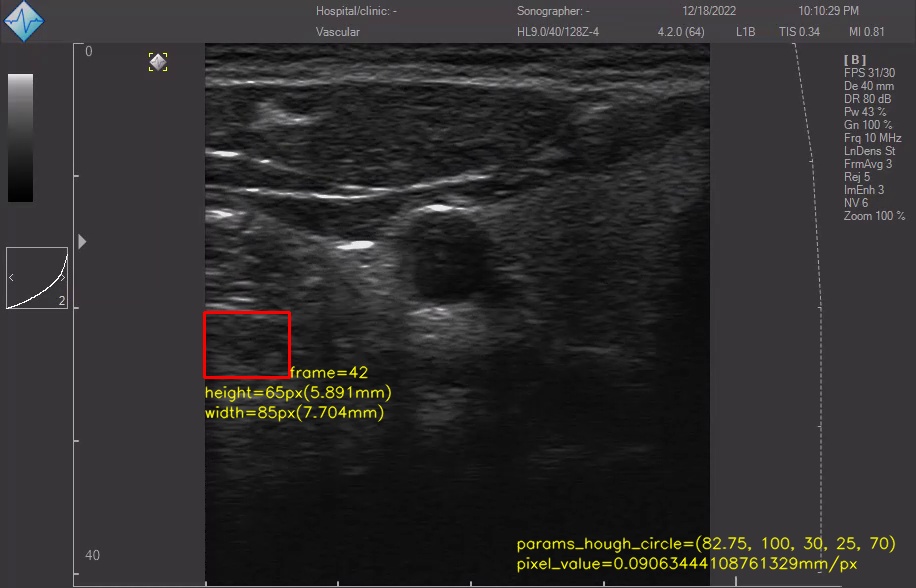 Hospital/clinic: - Sonographer: - 12/18/2022 10:10:29 PM
Vascular HL9.0/40/128Z-4 4.2.0 (64) L1B TIS 0.34 MI 0.81
0
[ B ]
FPS 31/30
De 40 mm
DR 80 dB
Pw 43 %
Gn 100 %
Frq 10 MHz
LnDens St
FrmAvg 3
Rej 5
ImEnh 3
NV 6
Zoom 100 %
2
frame=42
height=65px(5.891mm)
width=85px(7.704mm)
params_hough_circle=(82.75, 100, 30, 25, 70)
40
pixel_value=0.09063444108761329mm/px